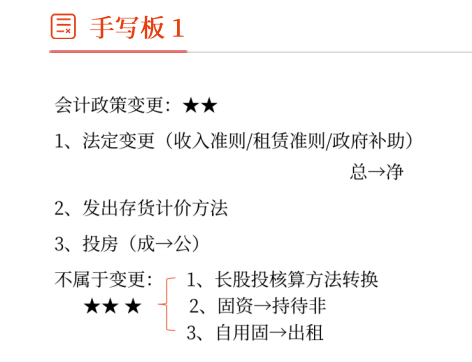 手写板 1
会计政策变更：★★
1、法定变更（收入准则/租赁准则/政府补助）
总→净
2、发出存货计价方法
3、投房（成→公）
不属于变更： 1、长股投核算方法转换
★★ ★ 2、固资→持待非
3、自用固→出租